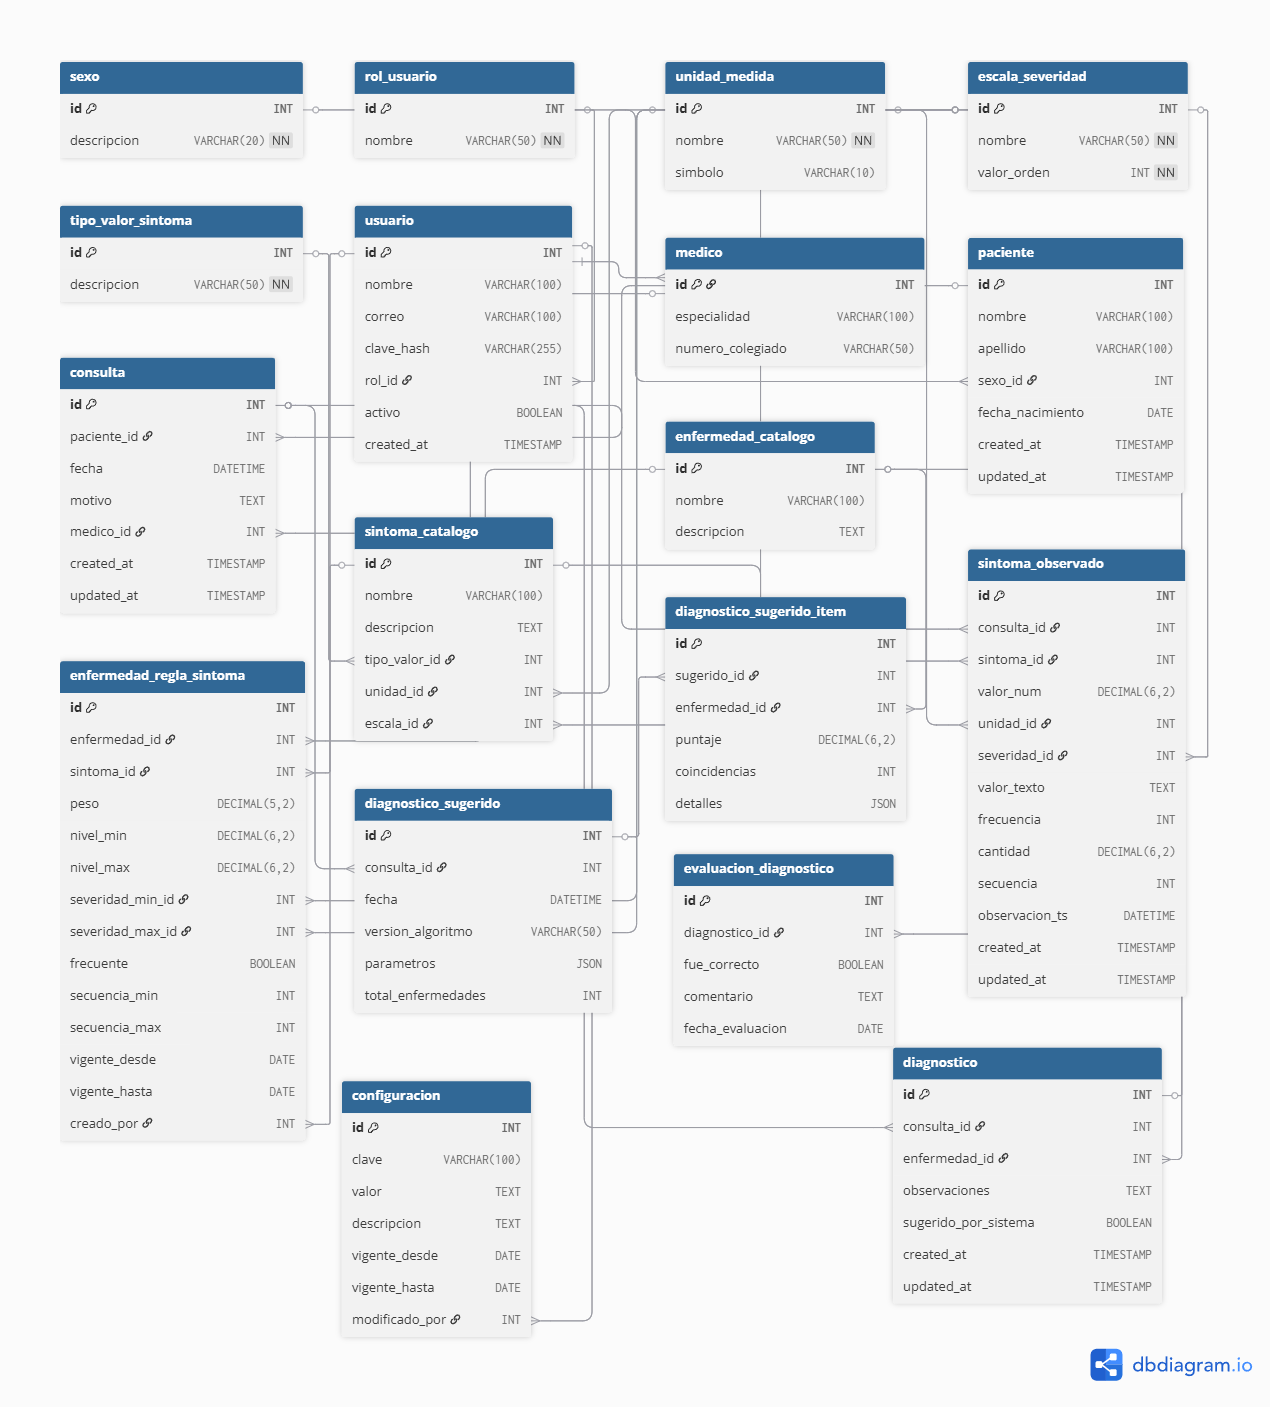 sexo
id INT
descripcion VARCHAR(20) NN
rol_usuario
id INT
nombre VARCHAR(50) NN
unidad_medida
id INT
nombre VARCHAR(50) NN
simbolo VARCHAR(10)
escala_severidad
id INT
nombre VARCHAR(50) NN
valor_orden INT NN
tipo_valor_sintoma
id INT
descripcion VARCHAR(50) NN
usuario
id INT
nombre VARCHAR(100)
correo VARCHAR(100)
clave_hash VARCHAR(255)
rol_id INT
activo BOOLEAN
created_at TIMESTAMP
medico
id INT
especialidad VARCHAR(100)
numero_colegiado VARCHAR(50)
paciente
id INT
nombre VARCHAR(100)
apellido VARCHAR(100)
sexo_id INT
fecha_nacimiento DATE
created_at TIMESTAMP
updated_at TIMESTAMP
consulta
id INT
paciente_id INT
fecha DATETIME
motivo TEXT
medico_id INT
created_at TIMESTAMP
updated_at TIMESTAMP
enfermedad_catalogo
id INT
nombre VARCHAR(100)
descripcion TEXT
sintoma_catalogo
id INT
nombre VARCHAR(100)
descripcion TEXT
tipo_valor_id INT
unidad_id INT
escala_id INT
sintoma_observado
id INT
consulta_id INT
sintoma_id INT
valor_num DECIMAL(6,2)
unidad_id INT
severidad_id INT
valor_texto TEXT
frecuencia INT
cantidad DECIMAL(6,2)
secuencia INT
observacion_ts DATETIME
created_at TIMESTAMP
updated_at TIMESTAMP
diagnostico_sugerido_item
id INT
sugerido_id INT
enfermedad_id INT
puntaje DECIMAL(6,2)
coincidencias INT
detalles JSON
enfermedad_regla_sintoma
id INT
enfermedad_id INT
sintoma_id INT
peso DECIMAL(5,2)
nivel_min DECIMAL(6,2)
nivel_max DECIMAL(6,2)
severidad_min_id INT
severidad_max_id INT
frecuente BOOLEAN
secuencia_min INT
secuencia_max INT
vigente_desde DATE
vigente_hasta DATE
creado_por INT
diagnostico_sugerido
id INT
consulta_id INT
fecha DATETIME
version_algoritmo VARCHAR(50)
parametros JSON
total_enfermedades INT
evaluacion_diagnostico
id INT
diagnostico_id INT
fue_correcto BOOLEAN
comentario TEXT
fecha_evaluacion DATE
diagnostico
id INT
consulta_id INT
enfermedad_id INT
observaciones TEXT
sugerido_por_sistema BOOLEAN
created_at TIMESTAMP
updated_at TIMESTAMP
configuracion
id INT
clave VARCHAR(100)
valor TEXT
descripcion TEXT
vigente_desde DATE
vigente_hasta DATE
modificado_por INT
dbdiagram.io